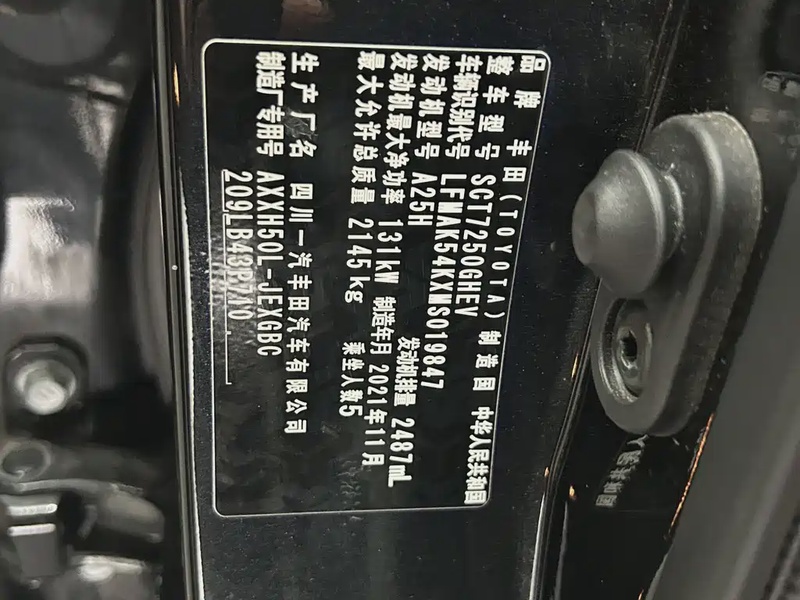 品牌 丰田(TOYOTA) 制造国 中华人民共和国
整车型号 SCT7250GHEV
车辆识别代号 LFMAK54KXMS019847
发动机型号 A25H 发动机排量 2487mL
发动机最大净功率 131kW 制造年月 2021年11月
最大允许总质量 2145kg 乘坐人数5
生产厂名 四川一汽丰田汽车有限公司
制造厂专用号 AXXH50L-JEXGBC
209LB43B710